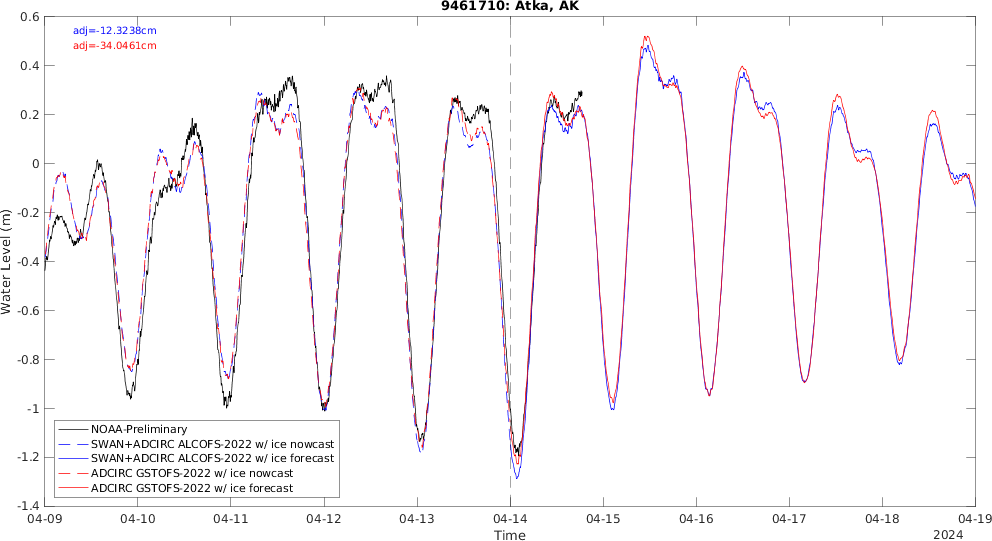 9461710: Atka, AK
adj=-12.3238cm
adj=-34.0461cm
Water Level (m)
0.6
0.4
0.2
0
-0.2
-0.4
-0.6
-0.8
-1
-1.2
-1.4
NOAA-Preliminary
SWAN+ADCIRC ALCOFS-2022 w/ ice nowcast
SWAN+ADCIRC ALCOFS-2022 w/ ice forecast
ADCIRC GSTOFS-2022 w/ ice nowcast
ADCIRC GSTOFS-2022 w/ ice forecast
04-09 04-10 04-11 04-12 04-13 04-14 04-15 04-16 04-17 04-18 04-19
Time
2024